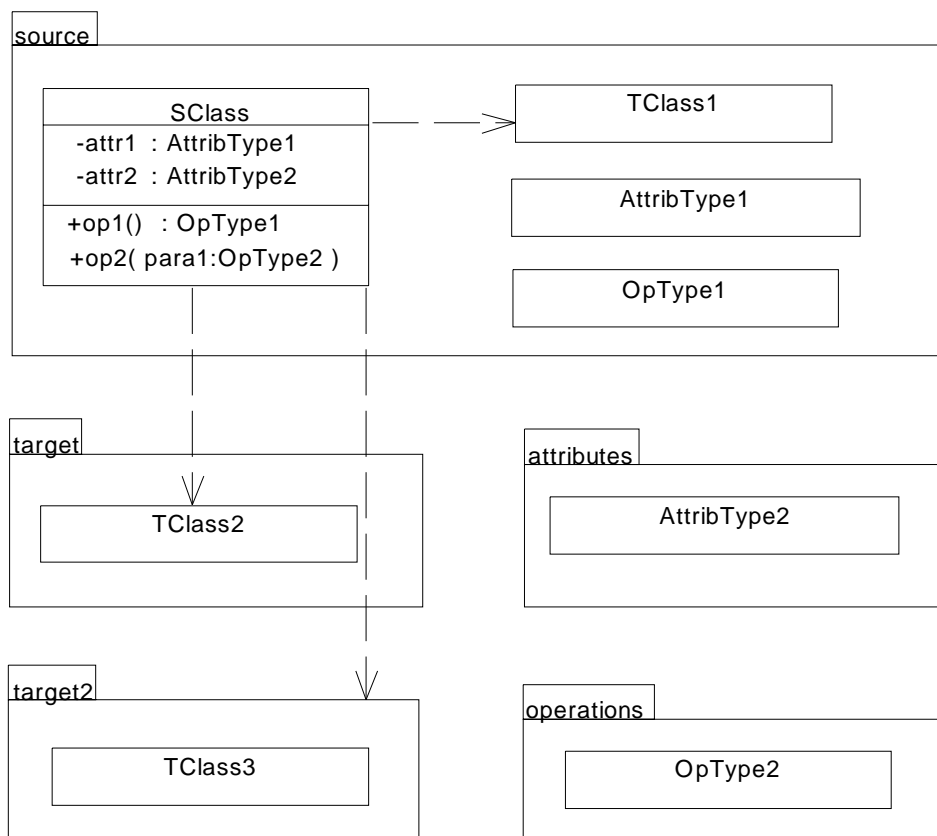 source
SClass
-attr1 : AttribType1
-attr2 : AttribType2
+op1() : OpType1
+op2( para1:OpType2 )
TClass1
AttribType1
OpType1
target
TClass2
attributes
AttribType2
target2
TClass3
operations
OpType2